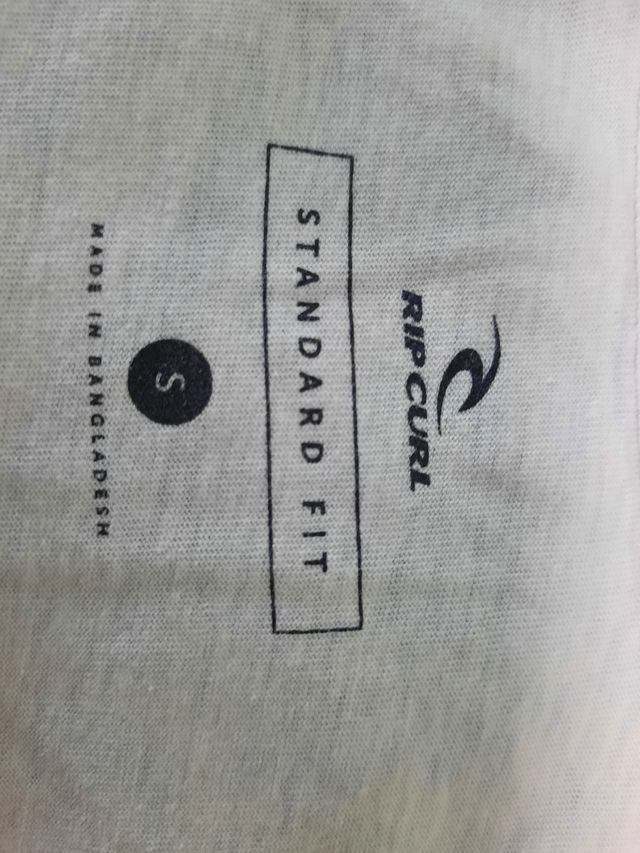 RIP CURL
STANDARD FIT
S
MADE IN BANGLADESH